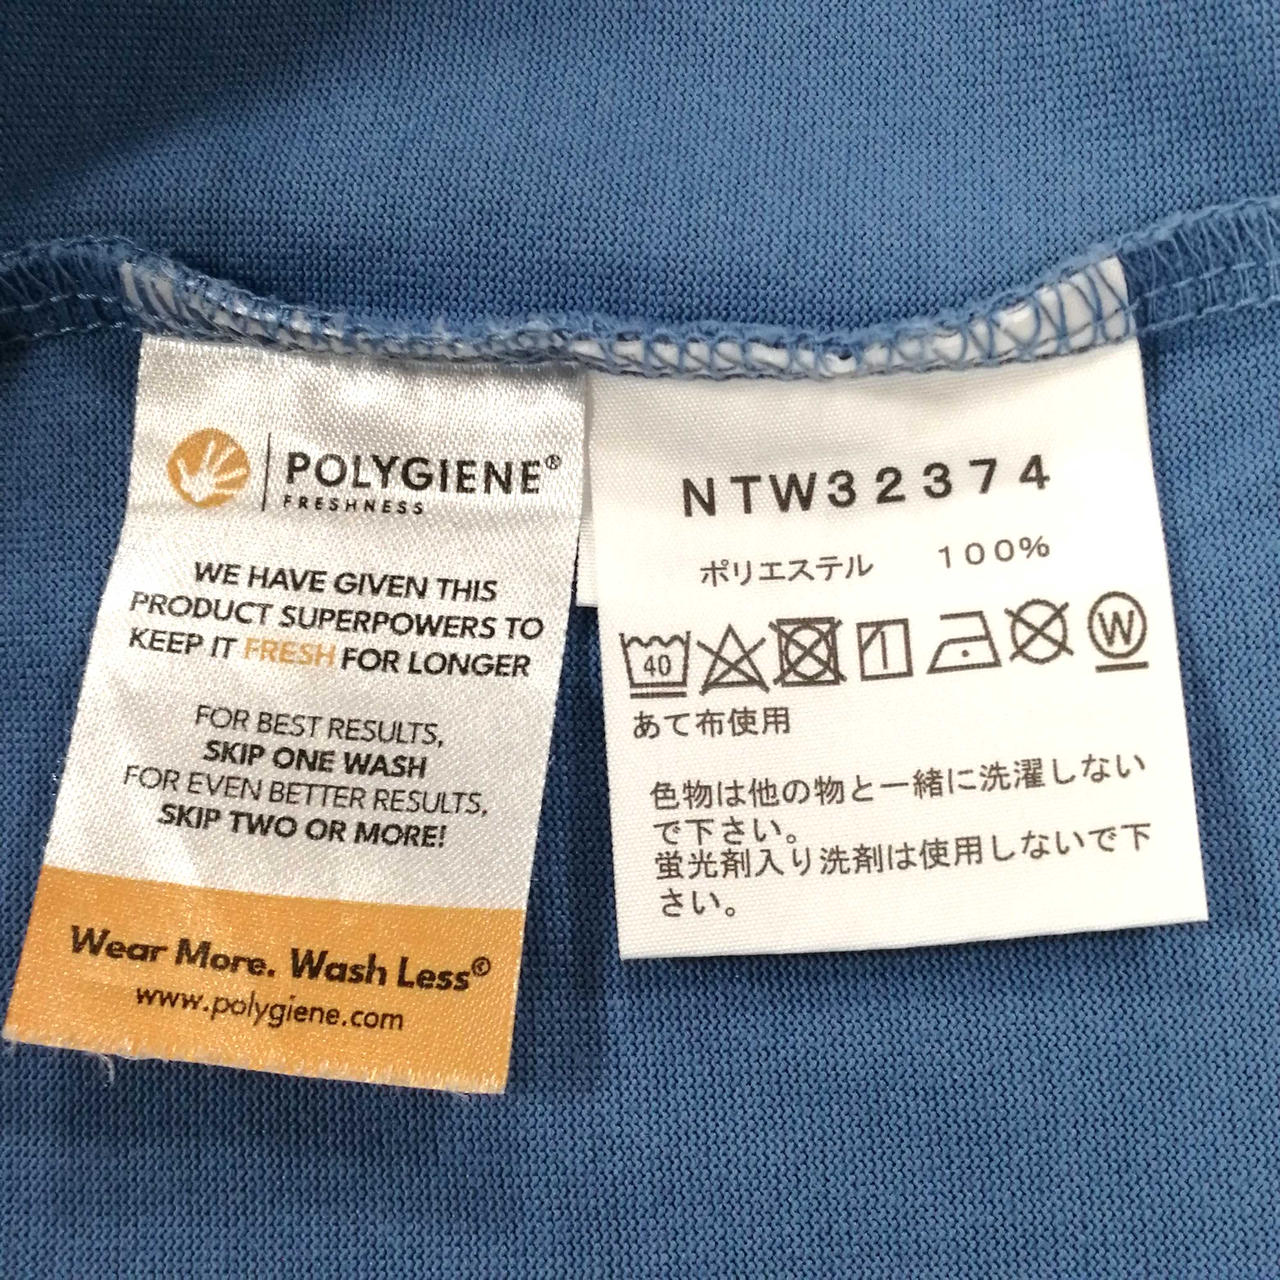 POLYGIENE®
FRESHNESS
WE HAVE GIVEN THIS
PRODUCT SUPERPOWERS TO
KEEP IT FRESH FOR LONGER
FOR BEST RESULTS,
SKIP ONE WASH
FOR EVEN BETTER RESULTS,
SKIP TWO OR MORE!
Wear More. Wash Less©
www.polygiene.com
NTW32374
ポリエステル 100%
40 W
あて布使用
色物は他の物と一緒に洗濯しない
で下さい。
蛍光剤入り洗剤は使用しないで下
さい。